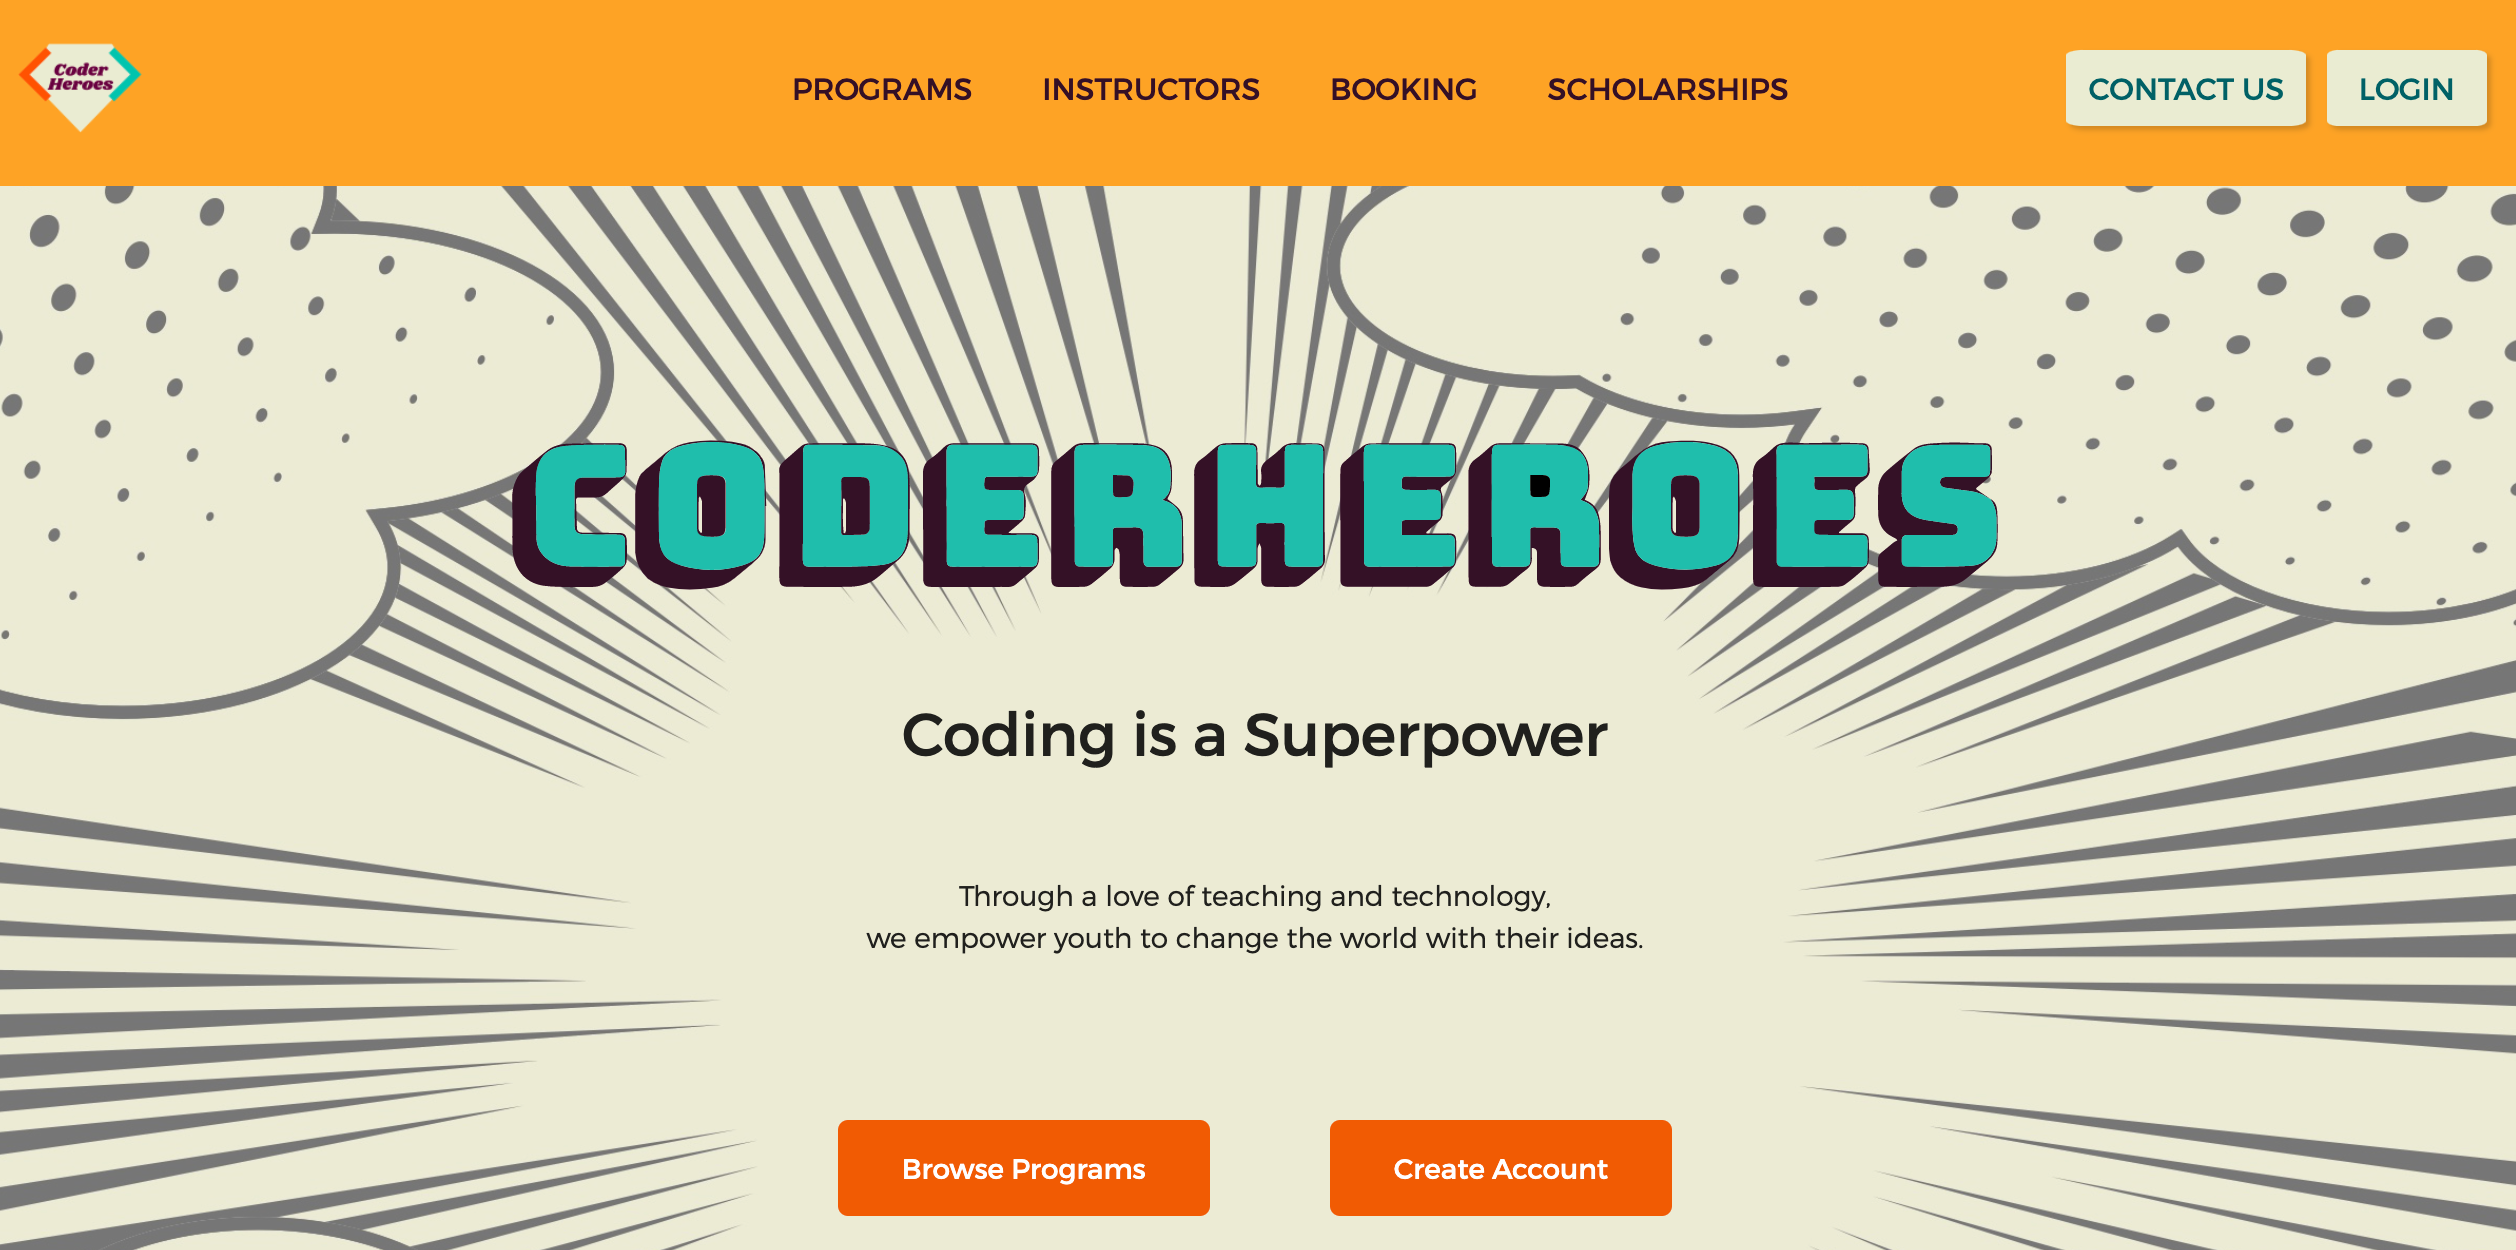 Coder
Heroes
PROGRAMS INSTRUCTORS BOOKING SCHOLARSHIPS CONTACT US LOGIN
CODERHEROES
Coding is a Superpower
Through a love of teaching and technology,
we empower youth to change the world with their ideas.
Browse Programs Create Account